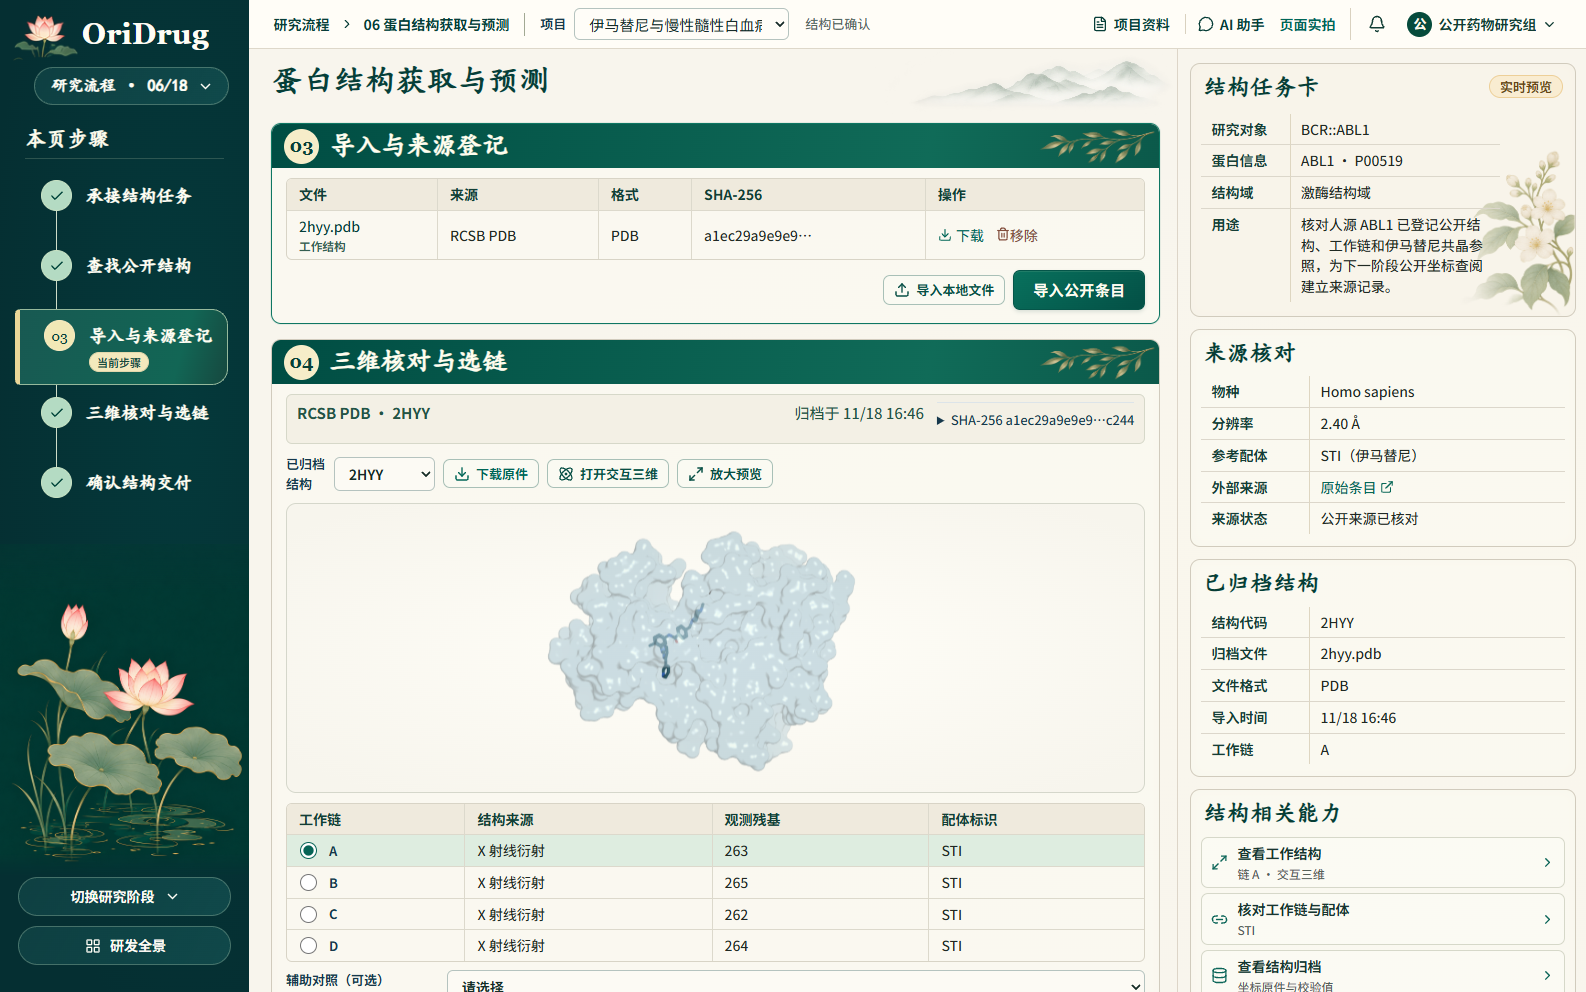 OriDrug
研究流程 • 06/18
本页步骤
承接结构任务
查找公开结构
03 导入与来源登记
当前步骤
三维核对与选链
确认结构交付
切换研究阶段
研发全景
研究流程 > 06 蛋白结构获取与预测
项目 伊马替尼与慢性髓性白血
结构已确认
项目资料
AI 助手
页面实拍
公 公开药物研究组
蛋白结构获取与预测
03 导入与来源登记
文件 来源 格式 SHA-256 操作
2hyy.pdb RCSB PDB PDB a1ec29a9e9e9··· 下载 移除
工作结构
导入本地文件 导入公开条目
04 三维核对与选链
RCSB PDB • 2HYY 归档于 11/18 16:46 ▶ SHA-256 a1ec29a9e9e9···c244
已归档结构 2HYY 下载原件 打开交互三维 放大预览
工作链 结构来源 观测残基 配体标识
A X 射线衍射 263 STI
B X 射线衍射 265 STI
C X 射线衍射 262 STI
D X 射线衍射 264 STI
辅助对照（可选） 请选择
结构任务卡 实时预览
研究对象 BCR::ABL1
蛋白信息 ABL1 • P00519
结构域 激酶结构域
用途 核对人源 ABL1 已登记公开结
构、工作链和伊马替尼共晶参
照，为下一阶段公开坐标查阅
建立来源记录。
来源核对
物种 Homo sapiens
分辨率 2.40 Å
参考配体 STI（伊马替尼）
外部来源 原始条目
来源状态 公开来源已核对
已归档结构
结构代码 2HYY
归档文件 2hyy.pdb
文件格式 PDB
导入时间 11/18 16:46
工作链 A
结构相关能力
查看工作结构
链 A • 交互三维
核对工作链与配体
STI
查看结构归档
坐标原件与校验值